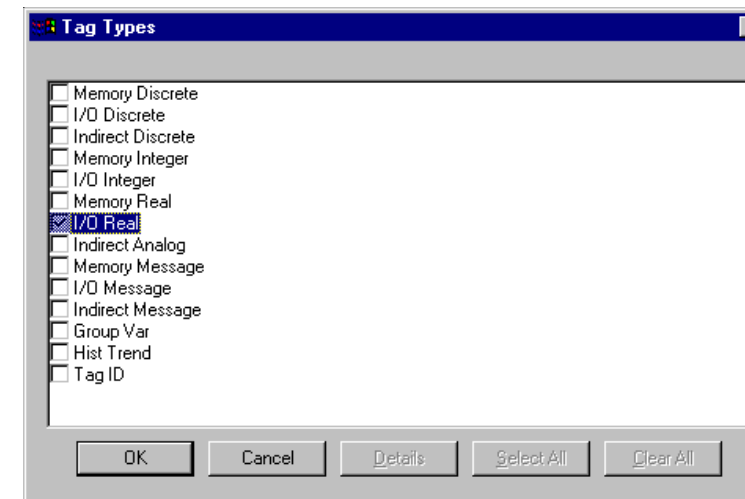 Tag Types
Memory Discrete
I/O Discrete
Indirect Discrete
Memory Integer
I/O Integer
Memory Real
I/O Real
Indirect Analog
Memory Message
I/O Message
Indirect Message
Group Var
Hist Trend
Tag ID
OK Cancel Details Select All Clear All